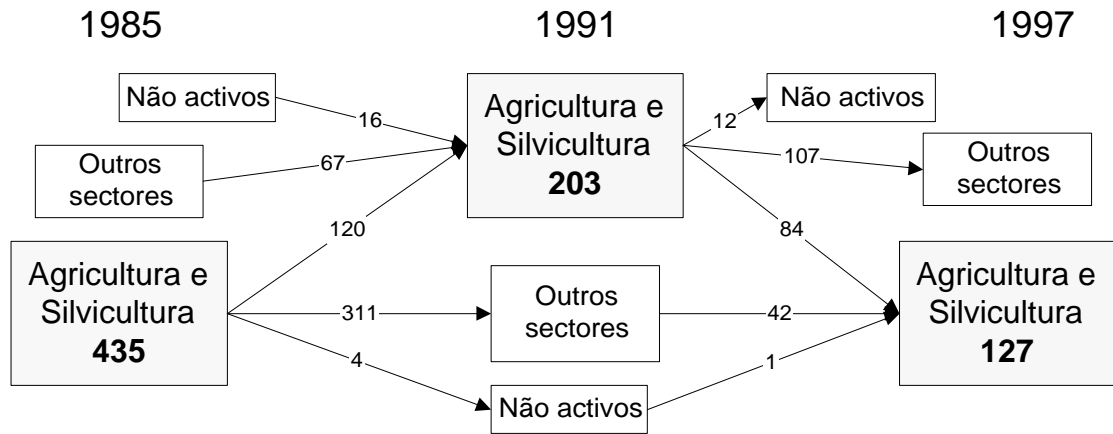 1985
1991
1997
Não activos
16
Outros
sectores
67
120
Agricultura e
Silvicultura
435
311
4
Agricultura e
Silvicultura
203
Outros
sectores
Não activos
12
Não activos
107
Outros
sectores
84
42
1
Agricultura e
Silvicultura
127